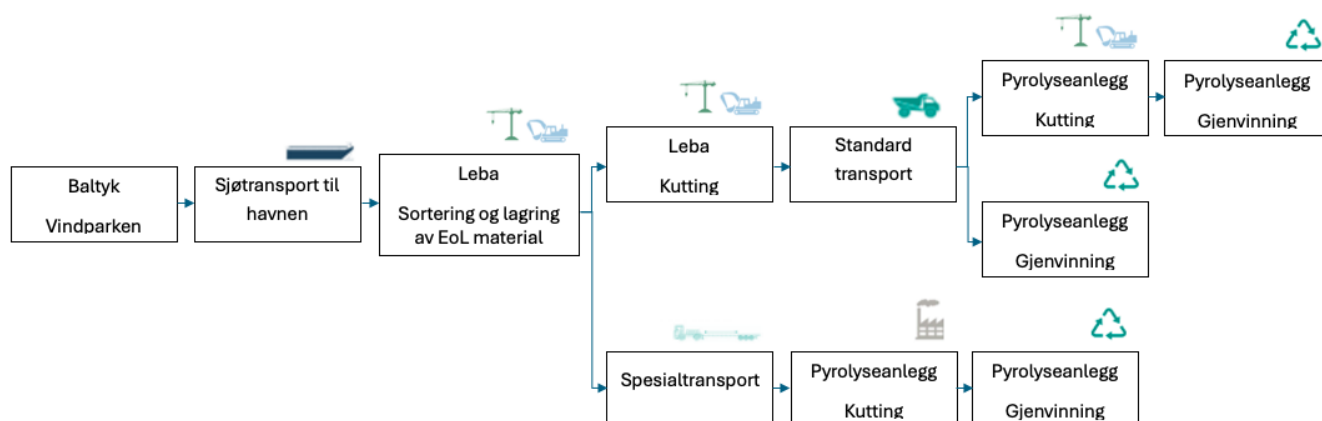 Baltyk
Vindparken
Sjøtransport til
havnen
Leba
Sortering og lagring
av EoL material
Leba
Kutting
Standard
transport
Pyrolyseanlegg
Kutting
Pyrolyseanlegg
Gjenvinning
Pyrolyseanlegg
Gjenvinning
Spesialtransport
Pyrolyseanlegg
Kutting
Pyrolyseanlegg
Gjenvinning